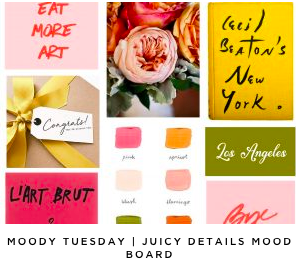 EAT
MORE
ART
CECIL
BEATON'S
NEW
YORK.
Congrats!
pink
apricot
Los Angeles
blush
flamingo
L'ART BRUT
MOODY TUESDAY | JUICY DETAILS MOOD
BOARD